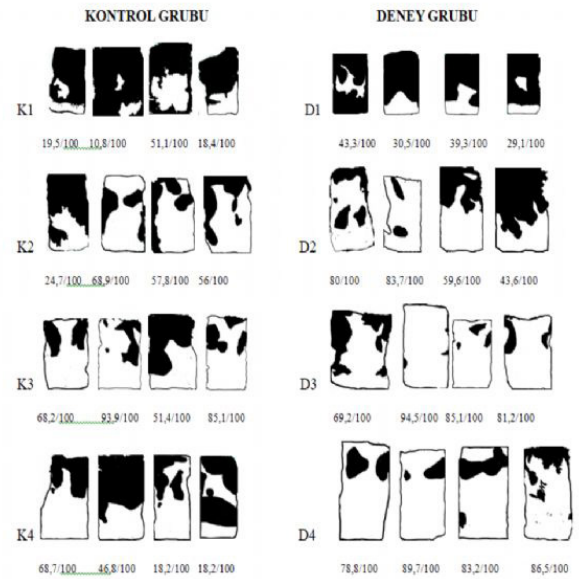 KONTROL GRUBU DENEY GRUBU
K1 D1
19,5/100 10,8/100 51,1/100 18,4/100 43,3/100 30,5/100 39,3/100 29,1/100
K2 D2
24,7/100 68,9/100 57,8/100 56/100 80/100 83,7/100 59,6/100 43,6/100
K3 D3
68,2/100 93,9/100 51,4/100 85,1/100 69,2/100 94,5/100 85,1/100 81,2/100
K4 D4
68,7/100 46,8/100 18,2/100 18,2/100 78,8/100 89,7/100 83,2/100 86,5/100